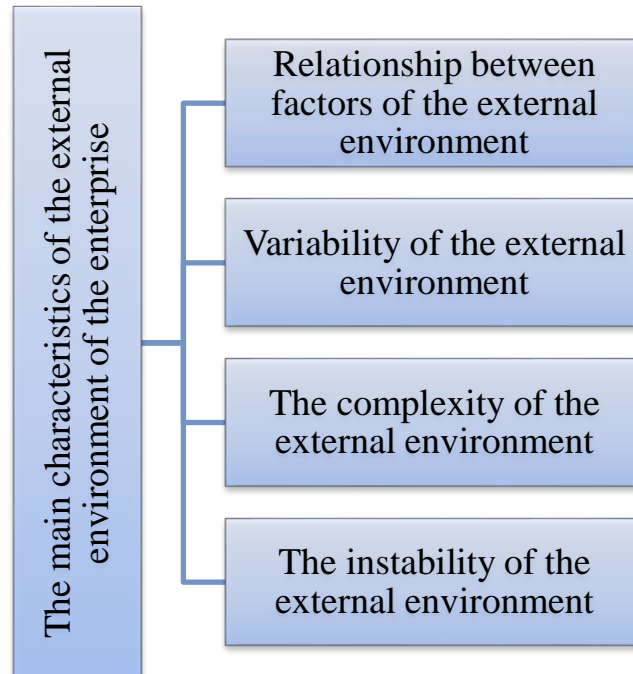 The main characteristics of the external
environment of the enterprise
Relationship between
factors of the external
environment
Variability of the external
environment
The complexity of the
external environment
The instability of the
external environment